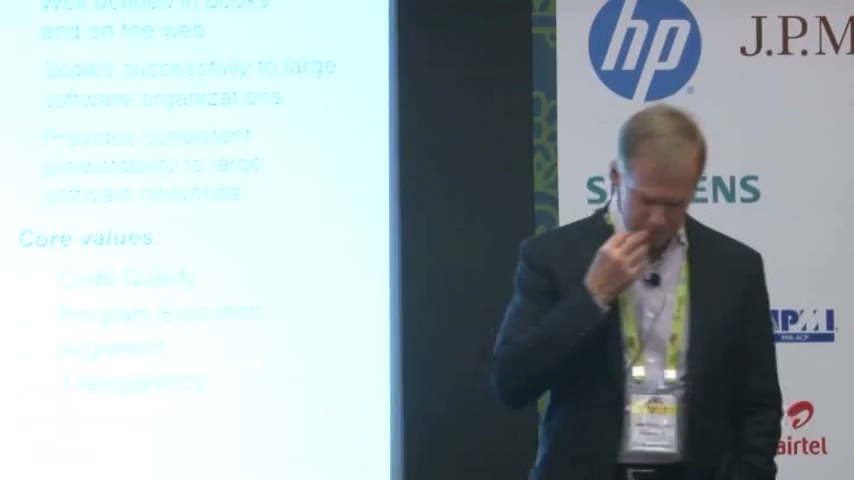 Well defined in books
and on the web
Scales successfully to large
software organizations
Provides consistent
predictability to large
software deliveries
Core values:
Code Quality
Program Execution
Alignment
Transparency
hp
J.P.M
S ENS
PMI
airtel